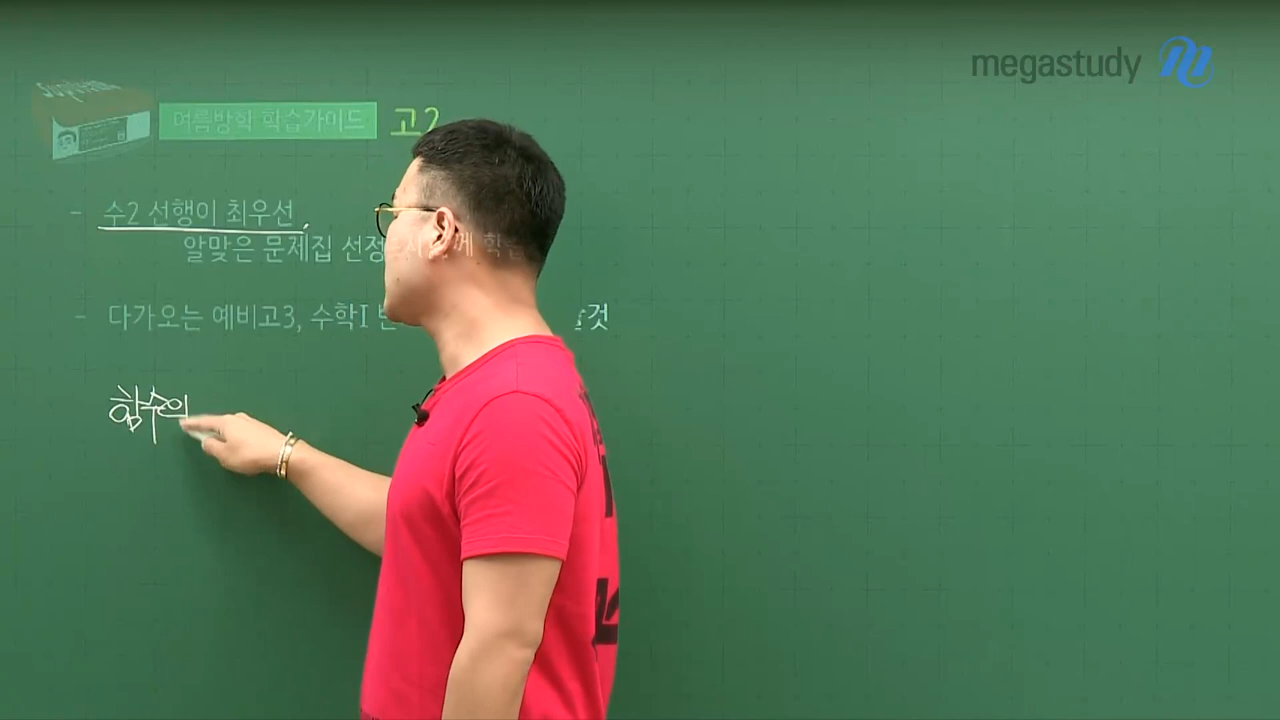 megastudy
여름방학 학습가이드 고2
- 수2 선행이 최우선
알맞은 문제집 선정
- 다가오는 예비고3, 수학I
함수의